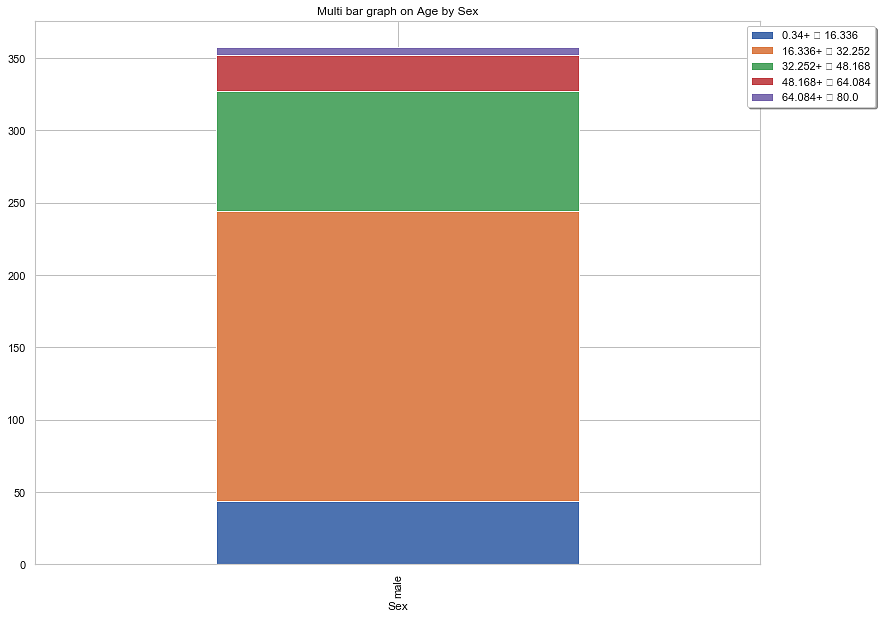 Multi bar graph on Age by Sex
0.34+ □ 16.336
16.336+ □ 32.252
32.252+ □ 48.168
48.168+ □ 64.084
64.084+ □ 80.0
350
300
250
200
150
100
50
0
male
Sex